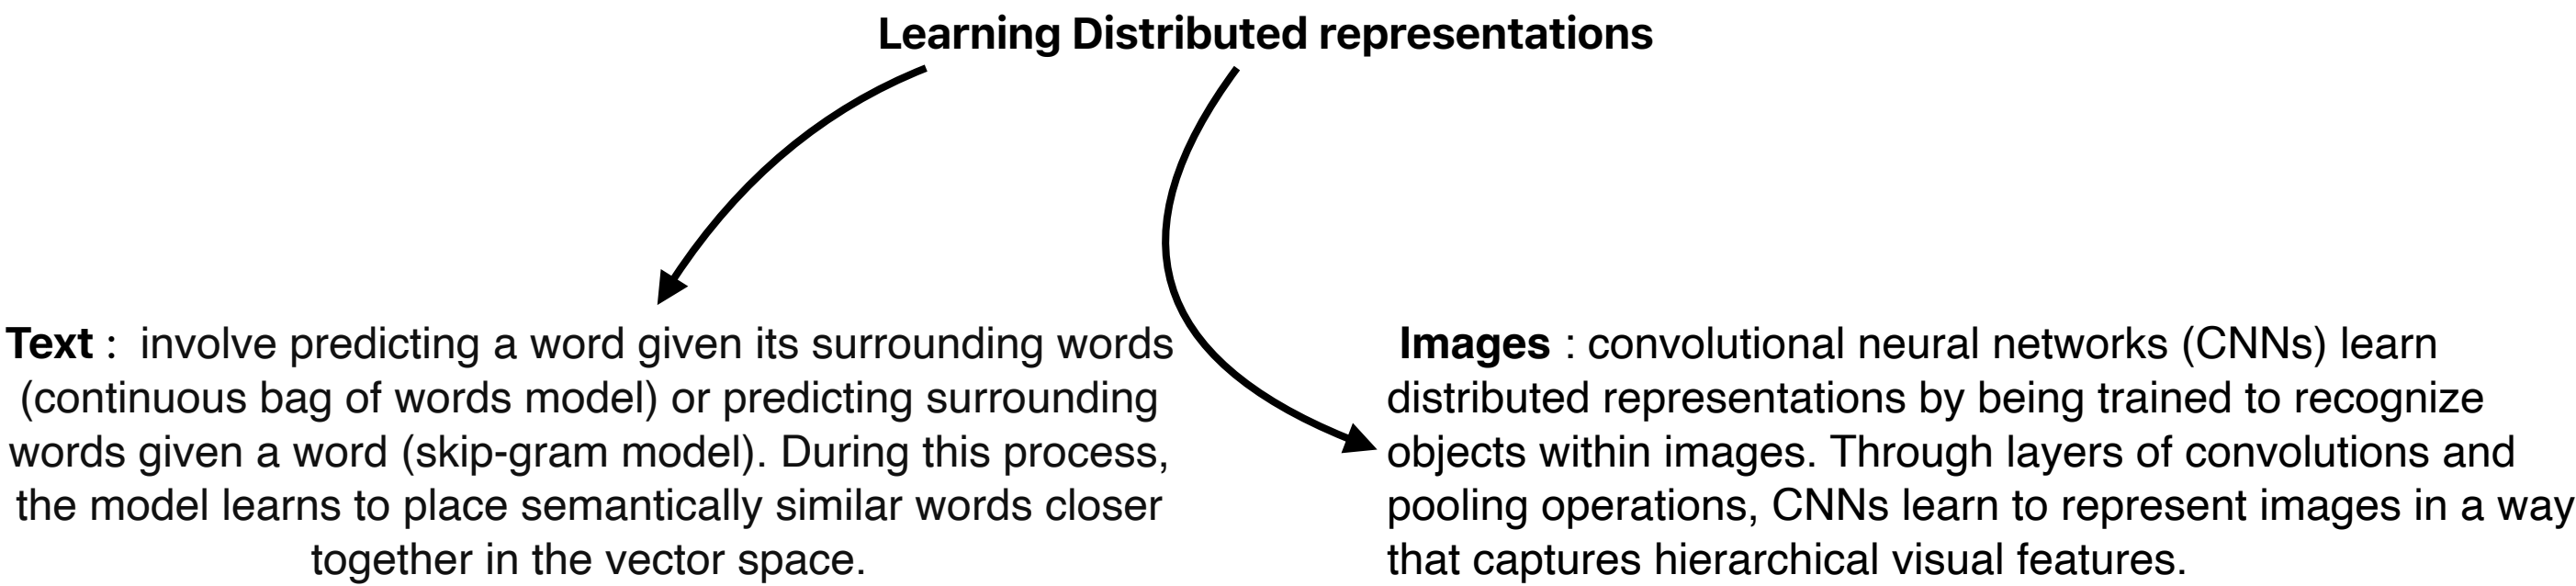 Learning Distributed representations
Text : involve predicting a word given its surrounding words
(continuous bag of words model) or predicting surrounding
words given a word (skip-gram model). During this process,
the model learns to place semantically similar words closer
together in the vector space.
Images : convolutional neural networks (CNNs) learn
distributed representations by being trained to recognize
objects within images. Through layers of convolutions and
pooling operations, CNNs learn to represent images in a way
that captures hierarchical visual features.